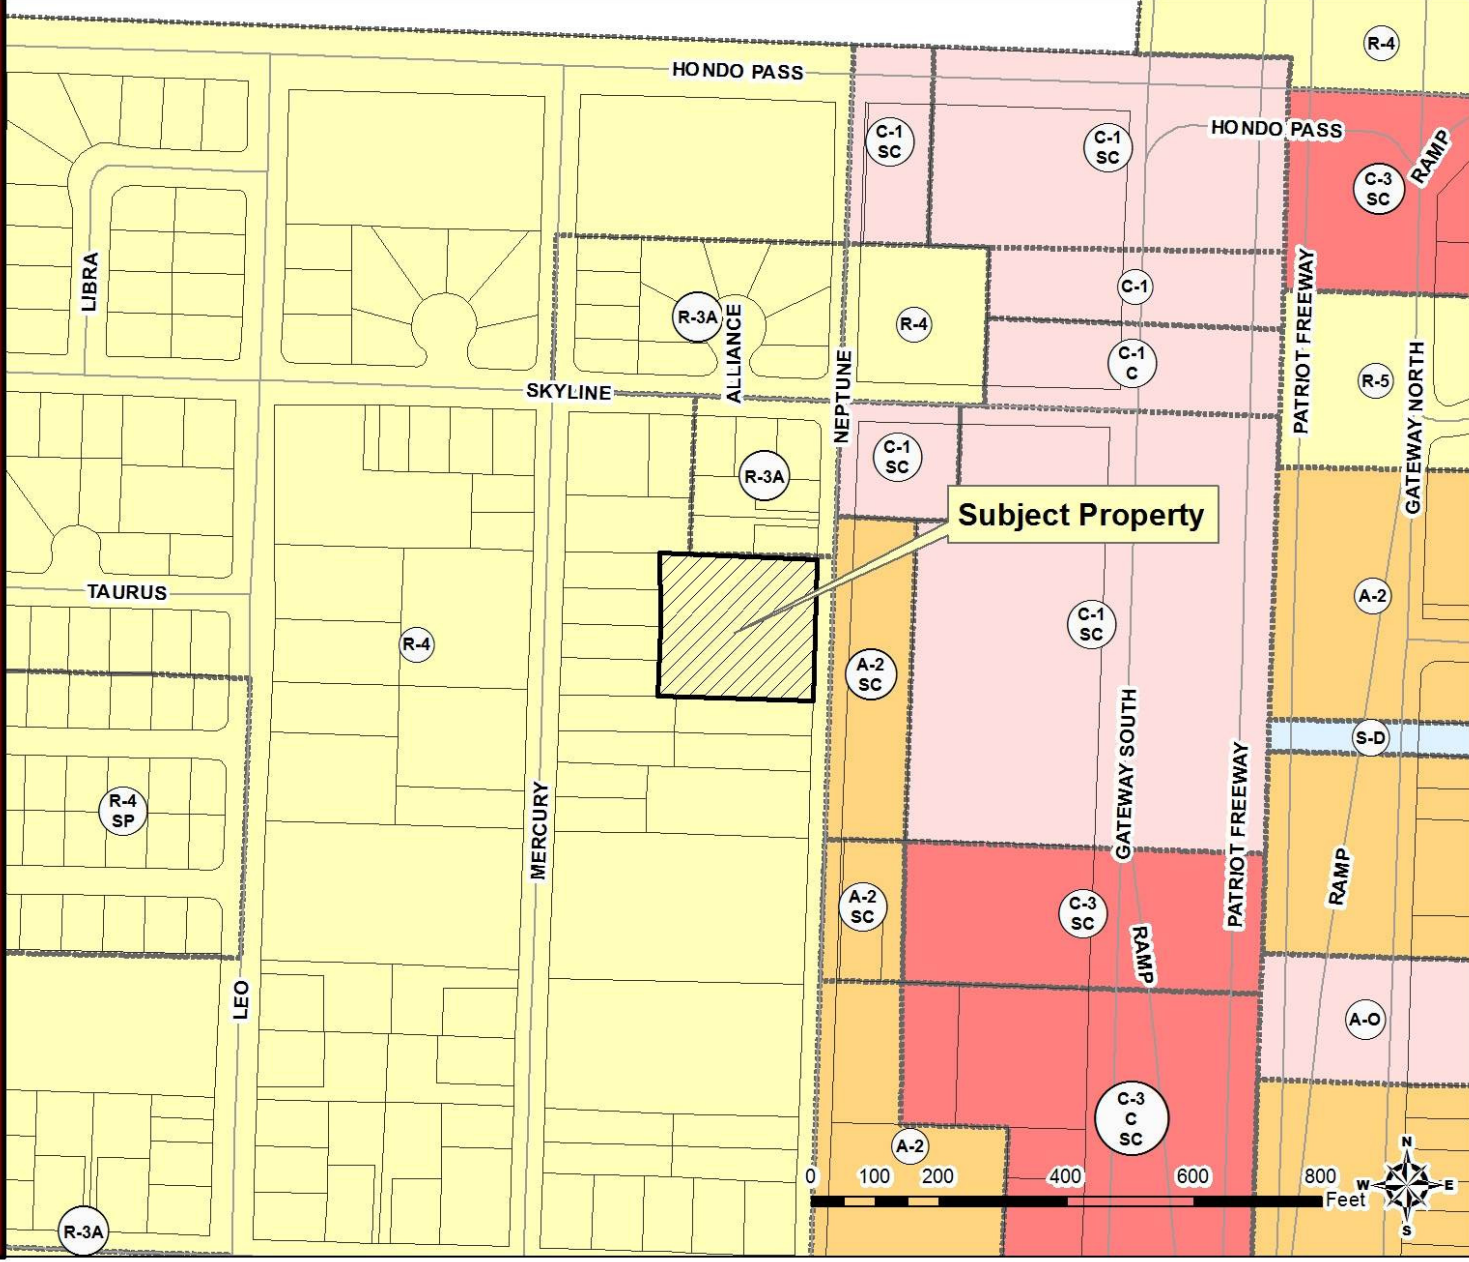 R-4
HONDO PASS
HONDO PASS
RAMP
C-1
SC
C-1
SC
C-3
SC
LIBRA
C-1
R-3A
ALLIANCE
R-4
PATRIOT FREEWAY
C-1
C
R-5
SKYLINE
NEPTUNE
GATEWAY NORTH
C-1
SC
R-3A
Subject Property
TAURUS
A-2
C-1
SC
R-4
A-2
SC
S-D
GATEWAY SOUTH
PATRIOT FREEWAY
R-4
SP
MERCURY
RAMP
A-2
SC
C-3
SC
RAMP
LEO
A-O
C-3
C
SC
A-2
N
0 100 200 400 600 800
W E
Feet
S
R-3A